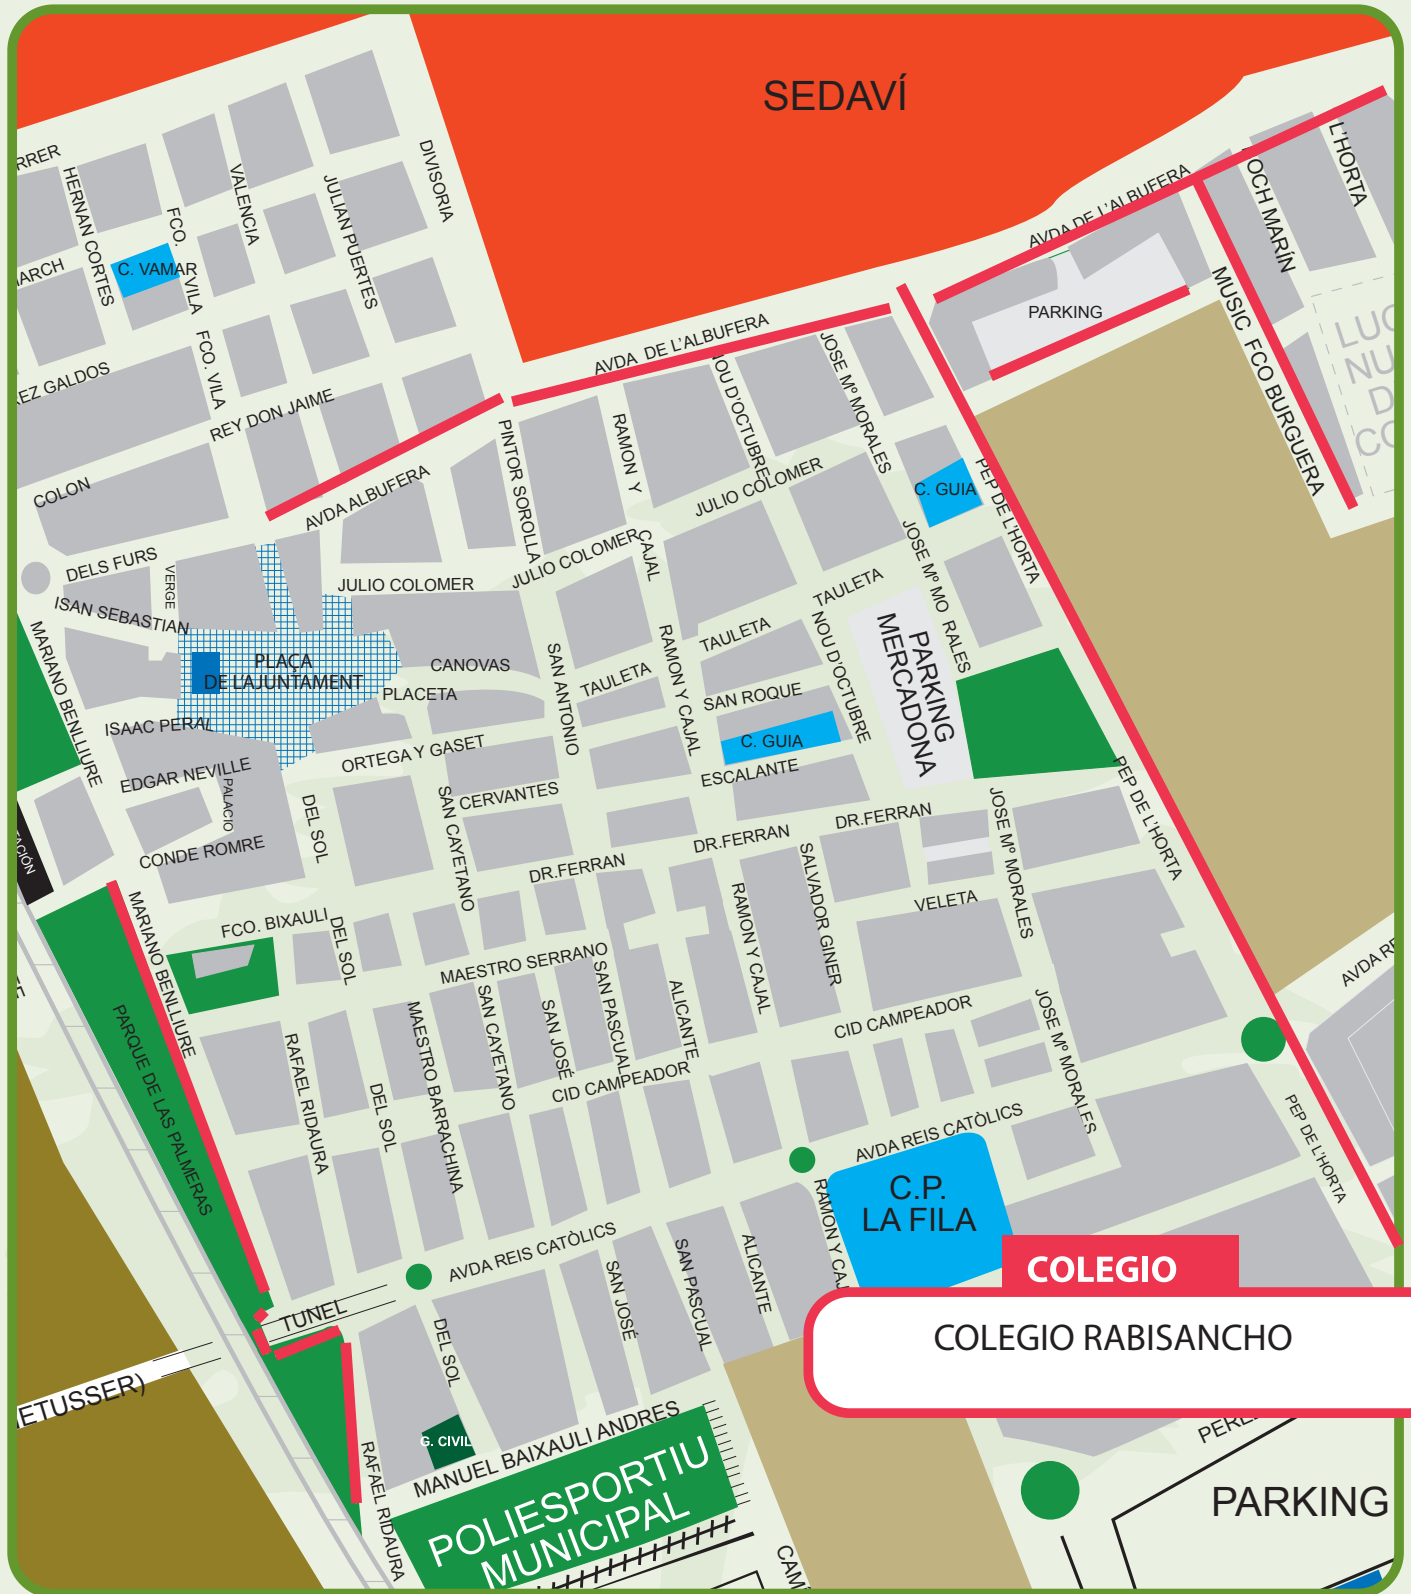 SEDAVÍ
RRER
HERNAN CORTES
FCO. VILA
VALENCIA
JULIAN PUERTES
DIVISORIA
C. VAMAR
FCO. VILA
REY DON JAIME
COLON
AVDA DE L'ALBUFERA
AVDA DE L'ALBUFERA
L'HORTA
PARKING
MUSIC FCO BURGUERA
AVDA ALBUFERA
PINTOR SOROLLA
RAMON Y CAJAL
NOU D'OCTUBRE
JOSE Mº MORALES
PEP DE L'HORTA
C. GUIA
JULIO COLOMER
JULIO COLOMER
JULIO COLOMER
DELS FURS
VERGE
ISAN SEBASTIAN
MARIANO BENLLIURE
PLAÇA
DE L'AJUNTAMENT
CANOVAS
PLACETA
SAN ANTONIO
TAULETA
TAULETA
TAULETA
RAMON Y CAJAL
NOU D'OCTUBRE
JOSE Mº MO RALES
PARKING
MERCADONA
SAN ROQUE
C. GUIA
ESCALANTE
ISAAC PERAL
EDGAR NEVILLE
PALACIO
CONDE ROMRE
ORTEGA Y GASET
CERVANTES
SAN CAYETANO
DEL SOL
DR.FERRAN
DR.FERRAN
DR.FERRAN
JOSE Mº MORALES
PEP DE L'HORTA
MARIANO BENLLIURE
FCO. BIXAULI
DEL SOL
MAESTRO SERRANO
SAN PASCUAL
ALICANTE
RAMON Y CAJAL
SALVADOR GINER
VELETA
CID CAMPEADOR
CID CAMPEADOR
JOSE Mº MORALES
PARQUE DE LAS PALMERAS
RAFAEL RIDAURA
DEL SOL
MAESTRO BARRACHINA
SAN CAYETANO
SAN JOSÉ
AVDA REIS CATÒLICS
AVDA REIS CATÒLICS
C.P.
LA FILA
PEP DE L'HORTA
TUNEL
DEL SOL
SAN JOSÉ
SAN PASCUAL
ALICANTE
COLEGIO
COLEGIO RABISANCHO
G. CIVIL
MANUEL BAIXAULI ANDRES
RAFAEL RIDAURA
POLIESPORTIU
MUNICIPAL
PARKING
ETUSSER)